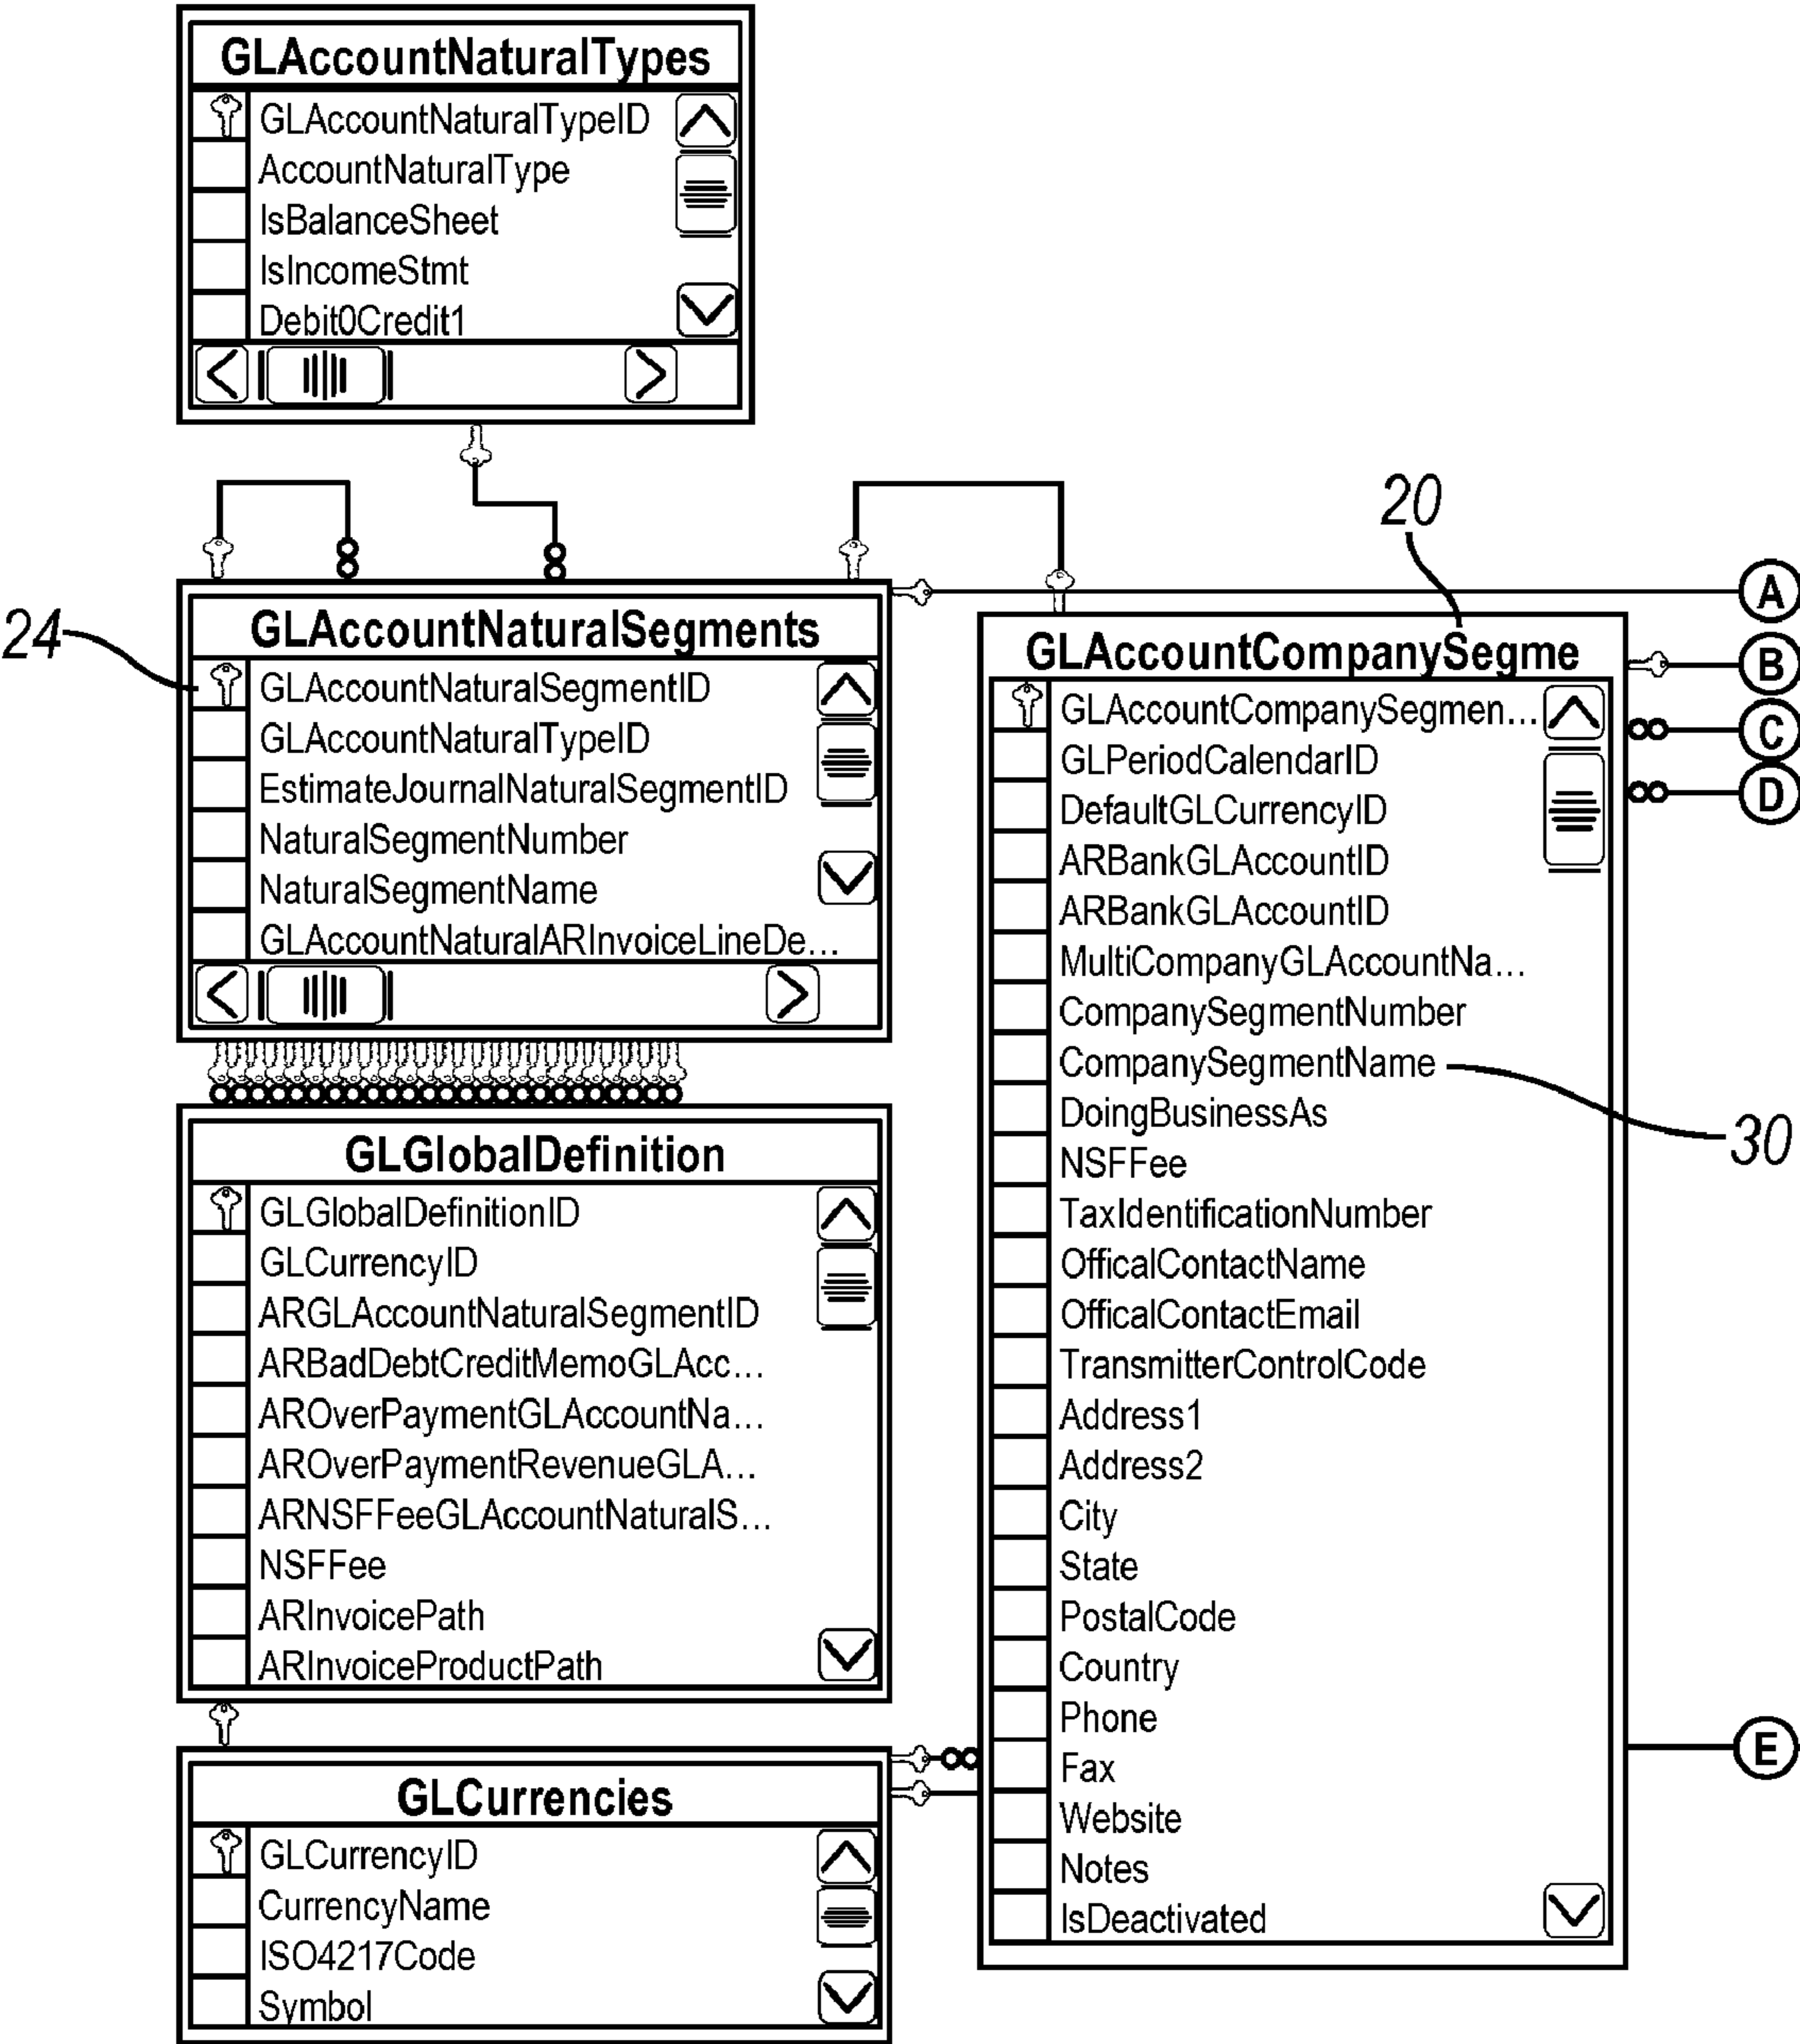 GLAccountNaturalTypes
GLAccountNaturalTypeID
AccountNaturalType
IsBalanceSheet
IsIncomeStmt
Debit0Credit1
24
GLAccountNaturalSegments
GLAccountNaturalSegmentID
GLAccountNaturalTypeID
EstimateJournalNaturalSegmentID
NaturalSegmentNumber
NaturalSegmentName
GLAccountNaturalARInvoiceLineDe...
GLGlobalDefinition
GLGlobalDefinitionID
GLCurrencyID
ARGLAccountNaturalSegmentID
ARBadDebtCreditMemoGLAcc...
AROverPaymentGLAccountNa...
AROverPaymentRevenueGLA...
ARNSFFeeGLAccountNaturalS...
NSFFee
ARInvoicePath
ARInvoiceProductPath
GLCurrencies
GLCurrencyID
CurrencyName
ISO4217Code
Symbol
20
GLAccountCompanySegme
GLAccountCompanySegmen...
GLPeriodCalendarID
DefaultGLCurrencyID
ARBankGLAccountID
ARBankGLAccountID
MultiCompanyGLAccountNa...
CompanySegmentNumber
CompanySegmentName
DoingBusinessAs
NSFFee
TaxIdentificationNumber
OfficalContactName
OfficalContactEmail
TransmitterControlCode
Address1
Address2
City
State
PostalCode
Country
Phone
Fax
Website
Notes
IsDeactivated
A
B
C
D
30
E